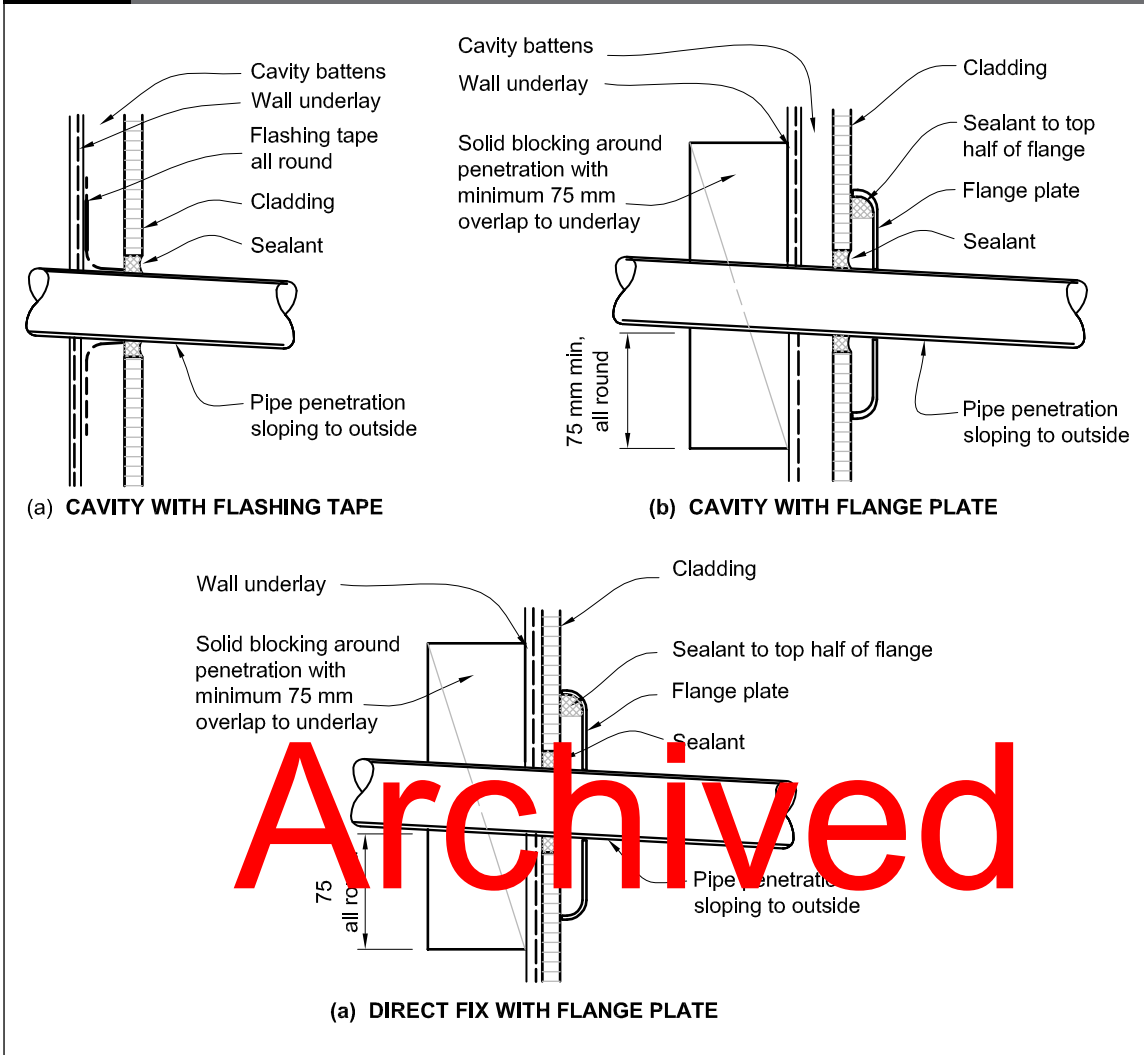 Cavity battens
Wall underlay
Flashing tape
all round
Cladding
Sealant
Pipe penetration
sloping to outside
(a) CAVITY WITH FLASHING TAPE
Cavity battens
Wall underlay
Solid blocking around
penetration with
minimum 75 mm
overlap to underlay
75 mm min,
all round
Cladding
Sealant to top
half of flange
Flange plate
Sealant
Pipe penetration
sloping to outside
(b) CAVITY WITH FLANGE PLATE
Wall underlay
Solid blocking around
penetration with
minimum 75 mm
overlap to underlay
75
all
Cladding
Sealant to top half of flange
Flange plate
Sealant
Pipe
sloping to outside
Archived
(a) DIRECT FIX WITH FLANGE PLATE